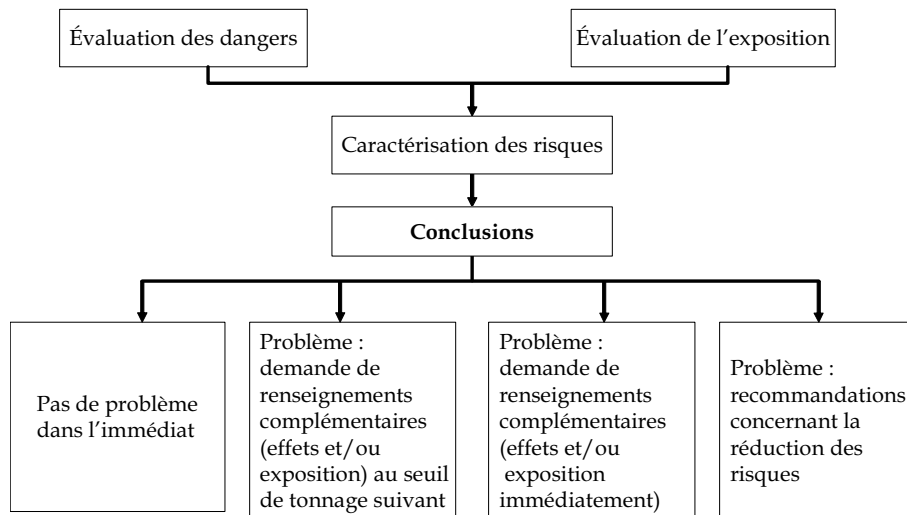 Évaluation des dangers
Évaluation de l'exposition
Caractérisation des risques
Conclusions
Pas de problème
dans l'immédiat
Problème :
demande de
renseignements
complémentaires
(effets et/ou
exposition) au seuil
de tonnage suivant
Problème :
demande de
renseignements
complémentaires
(effets et/ou
exposition
immédiatement)
Problème :
recommandations
concernant la
réduction des
risques